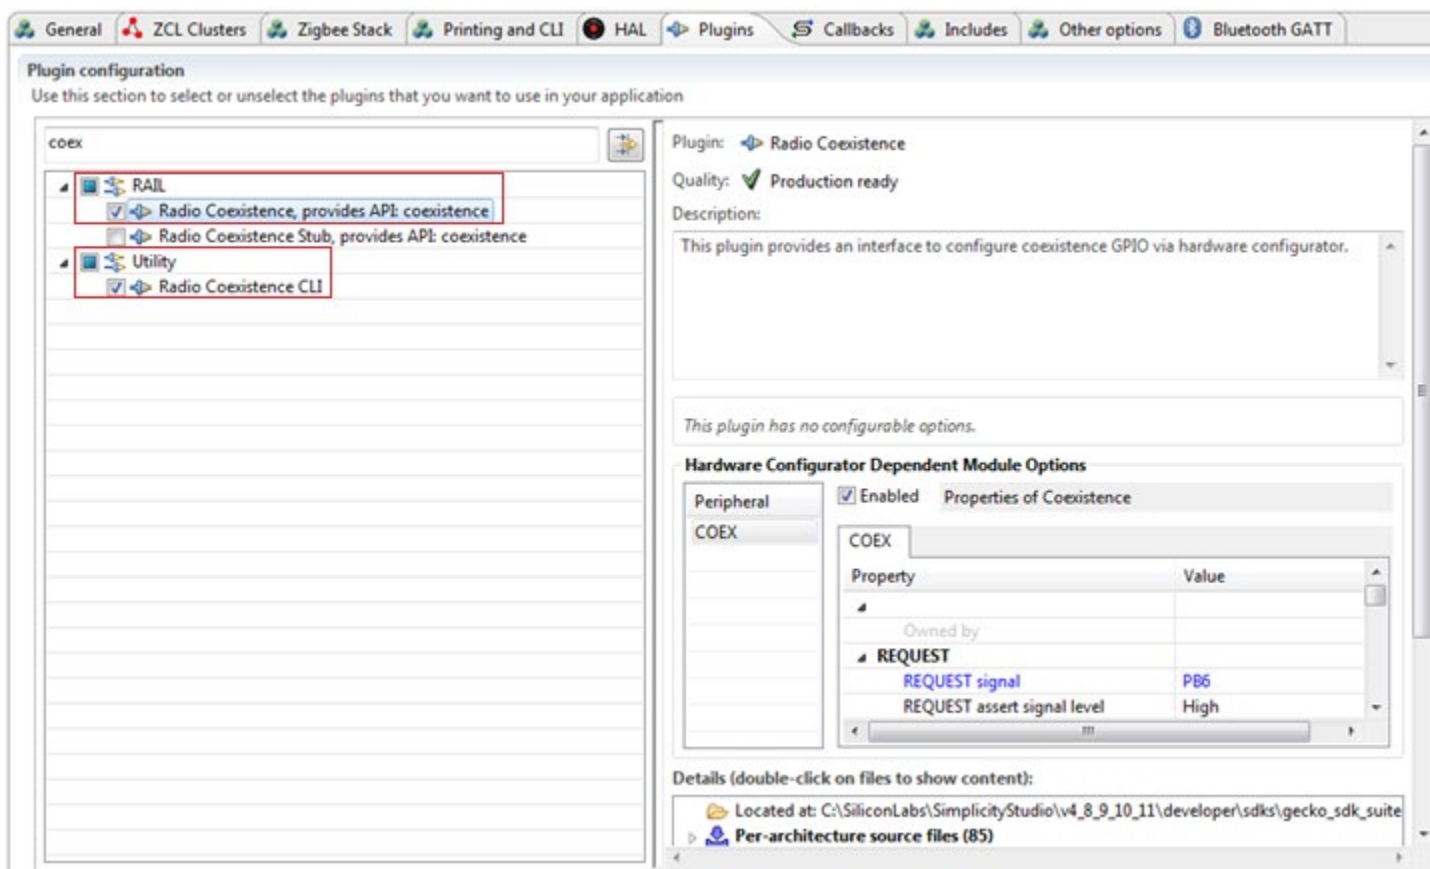 General ZCL Clusters Zigbee Stack Printing and CLI HAL Plugins Callbacks Includes Other options Bluetooth GATT
Plugin configuration
Use this section to select or unselect the plugins that you want to use in your application
coex
RAIL
Radio Coexistence, provides API: coexistence
Radio Coexistence Stub, provides API: coexistence
Utility
Radio Coexistence CLI
Plugin: Radio Coexistence
Quality: Production ready
Description:
This plugin provides an interface to configure coexistence GPIO via hardware configurator.
This plugin has no configurable options.
Hardware Configurator Dependent Module Options
Peripheral
COEX
Enabled Properties of Coexistence
COEX
Property Value
Owned by
REQUEST
REQUEST signal PB6
REQUEST assert signal level High
Details (double-click on files to show content):
Located at: C:\SiliconLabs\SimplicityStudio\v4_8_9_10_11\developer\sdks\gecko_sdk_suite
Per-architecture source files (85)